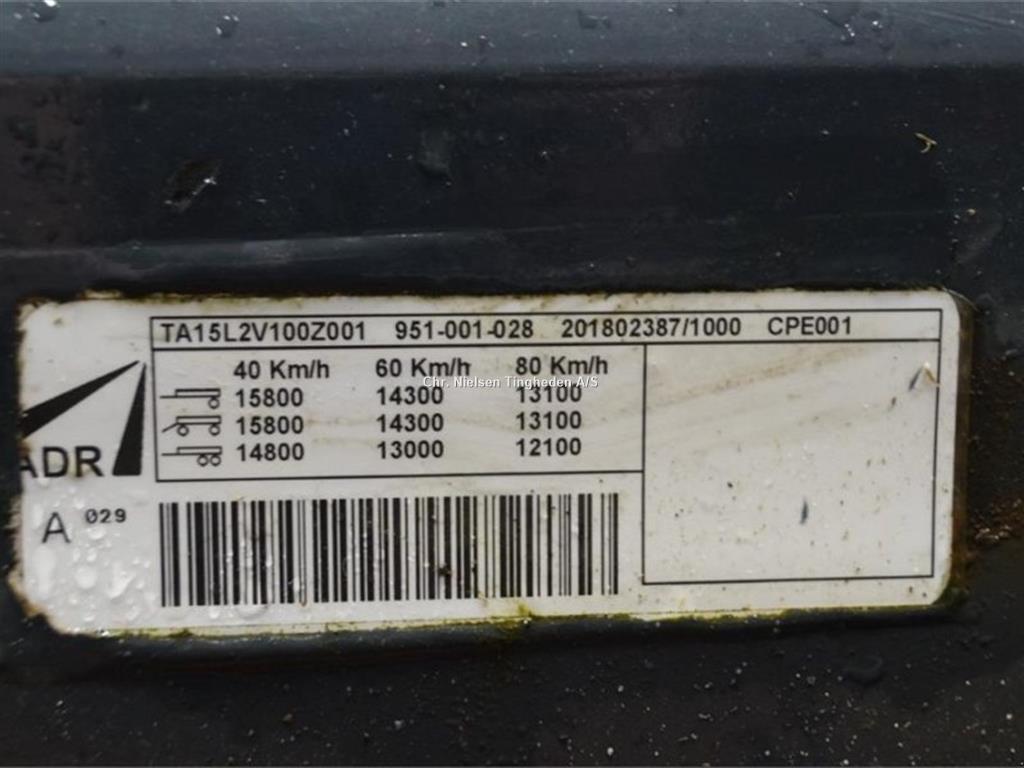 TA15L2V100Z001 951-001-028 201802387/1000 CPE001
40 Km/h 60 Km/h 80 Km/h
Chr. Nielsen Tingheden A/S
15800 14300 13100
15800 14300 13100
14800 13000 12100
ADR
A 029